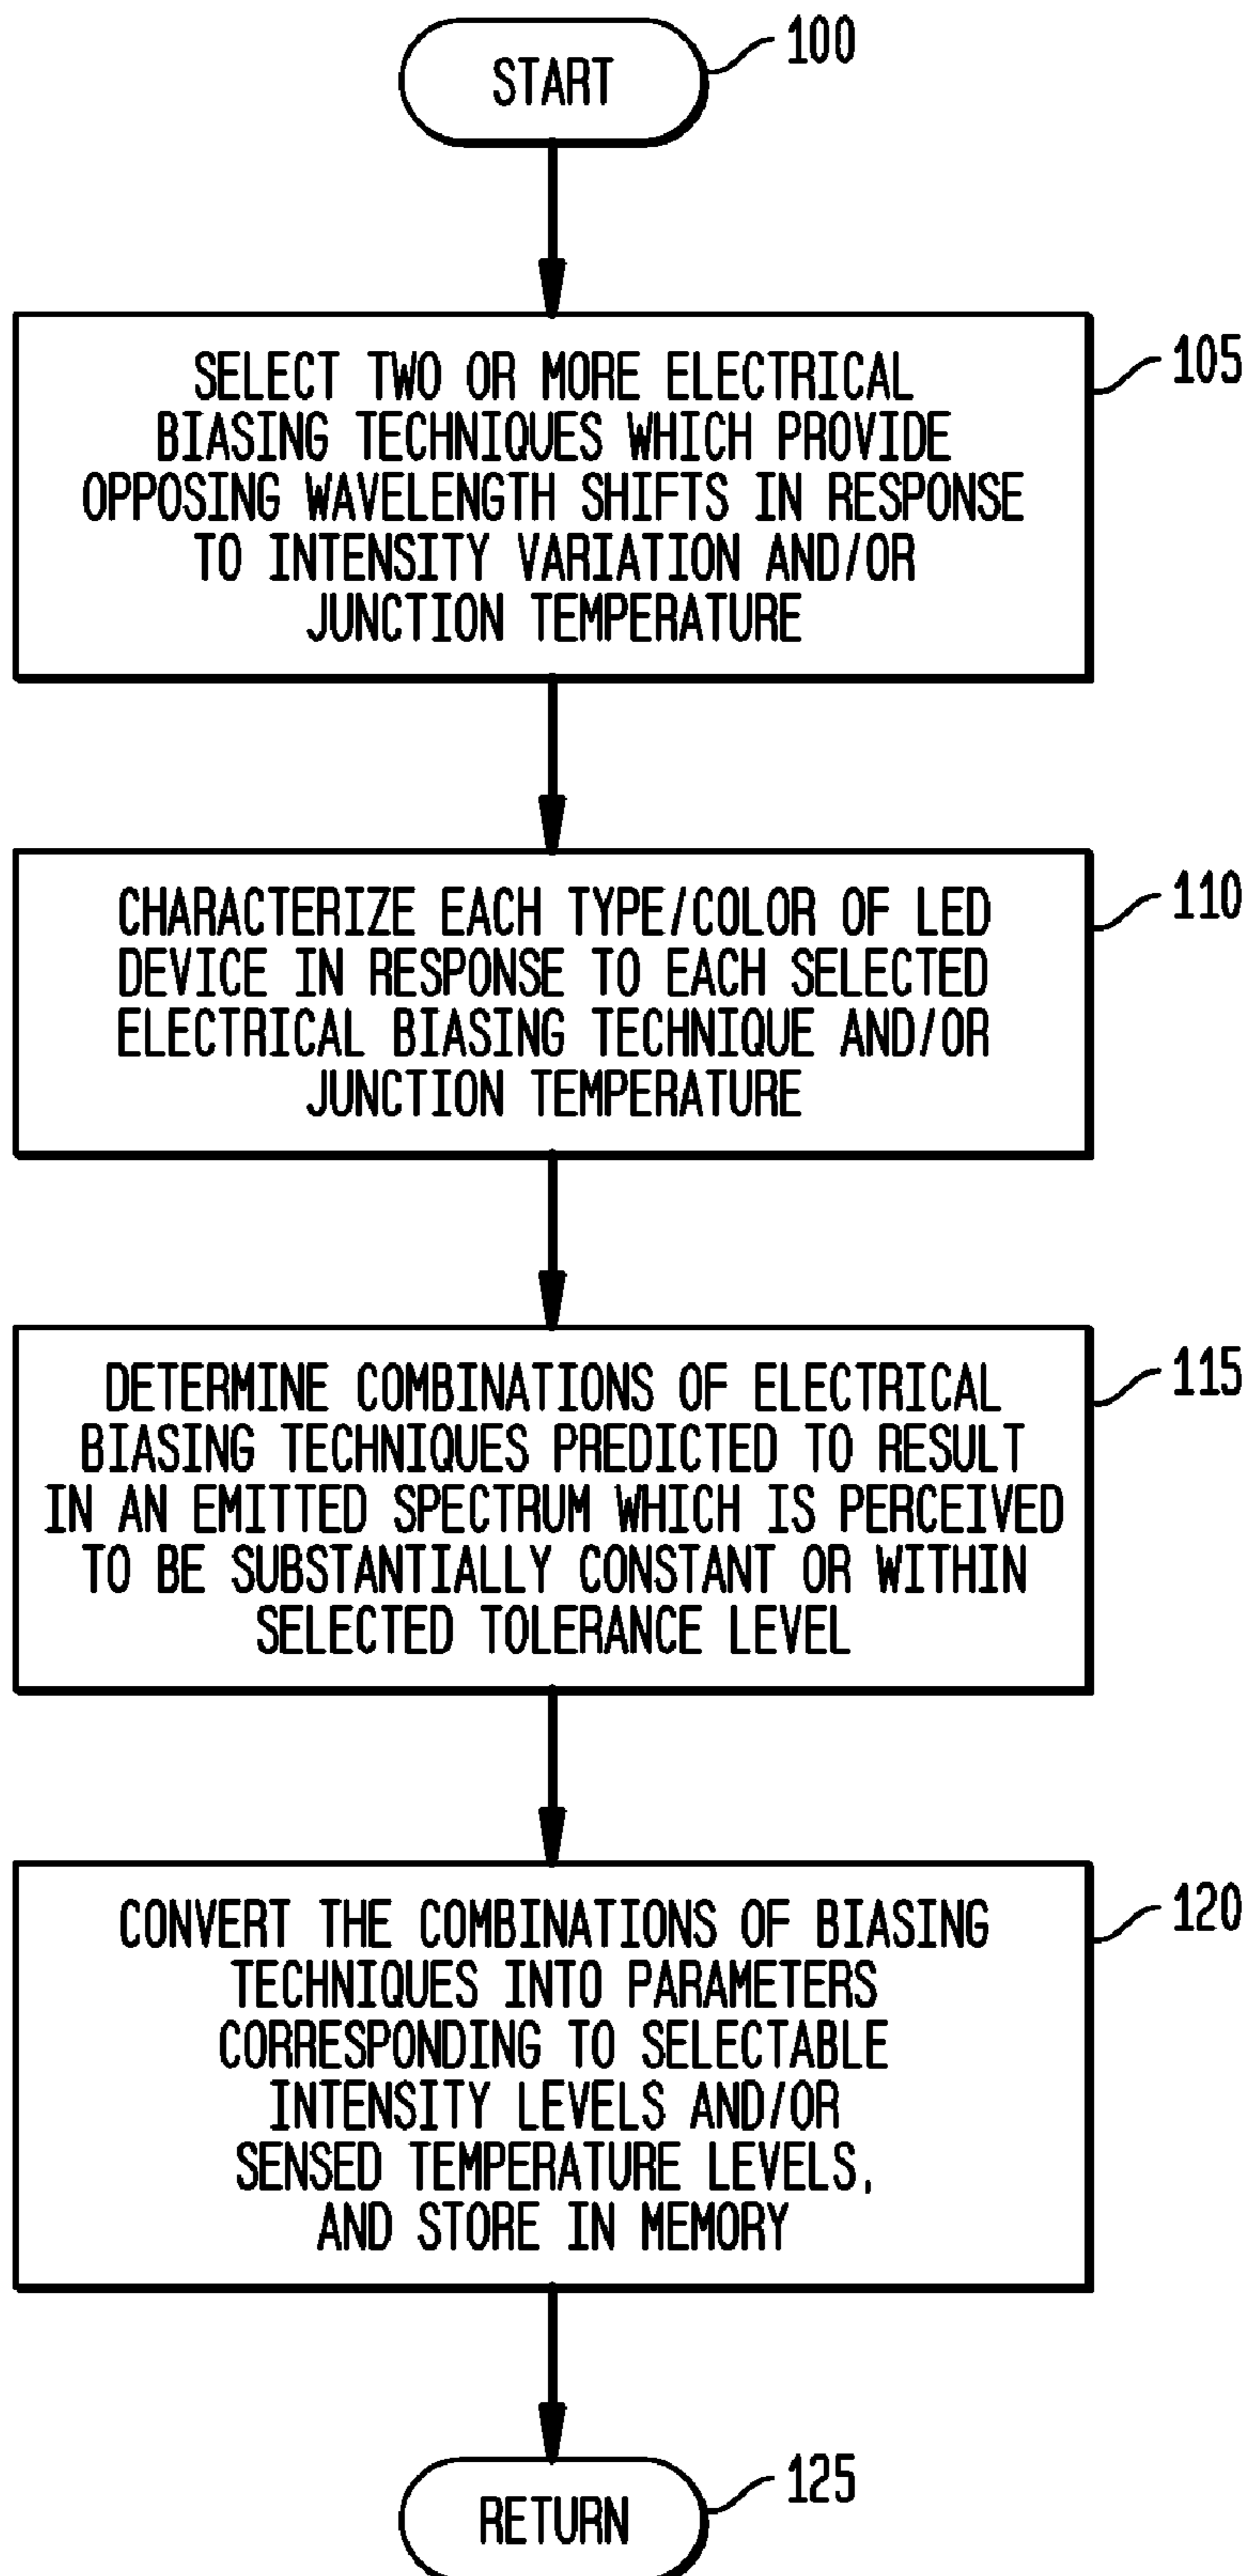 START
100
SELECT TWO OR MORE ELECTRICAL
BIASING TECHNIQUES WHICH PROVIDE
OPPOSING WAVELENGTH SHIFTS IN RESPONSE
TO INTENSITY VARIATION AND/OR
JUNCTION TEMPERATURE
105
CHARACTERIZE EACH TYPE/COLOR OF LED
DEVICE IN RESPONSE TO EACH SELECTED
ELECTRICAL BIASING TECHNIQUE AND/OR
JUNCTION TEMPERATURE
110
DETERMINE COMBINATIONS OF ELECTRICAL
BIASING TECHNIQUES PREDICTED TO RESULT
IN AN EMITTED SPECTRUM WHICH IS PERCEIVED
TO BE SUBSTANTIALLY CONSTANT OR WITHIN
SELECTED TOLERANCE LEVEL
115
CONVERT THE COMBINATIONS OF BIASING
TECHNIQUES INTO PARAMETERS
CORRESPONDING TO SELECTABLE
INTENSITY LEVELS AND/OR
SENSED TEMPERATURE LEVELS,
AND STORE IN MEMORY
120
RETURN
125